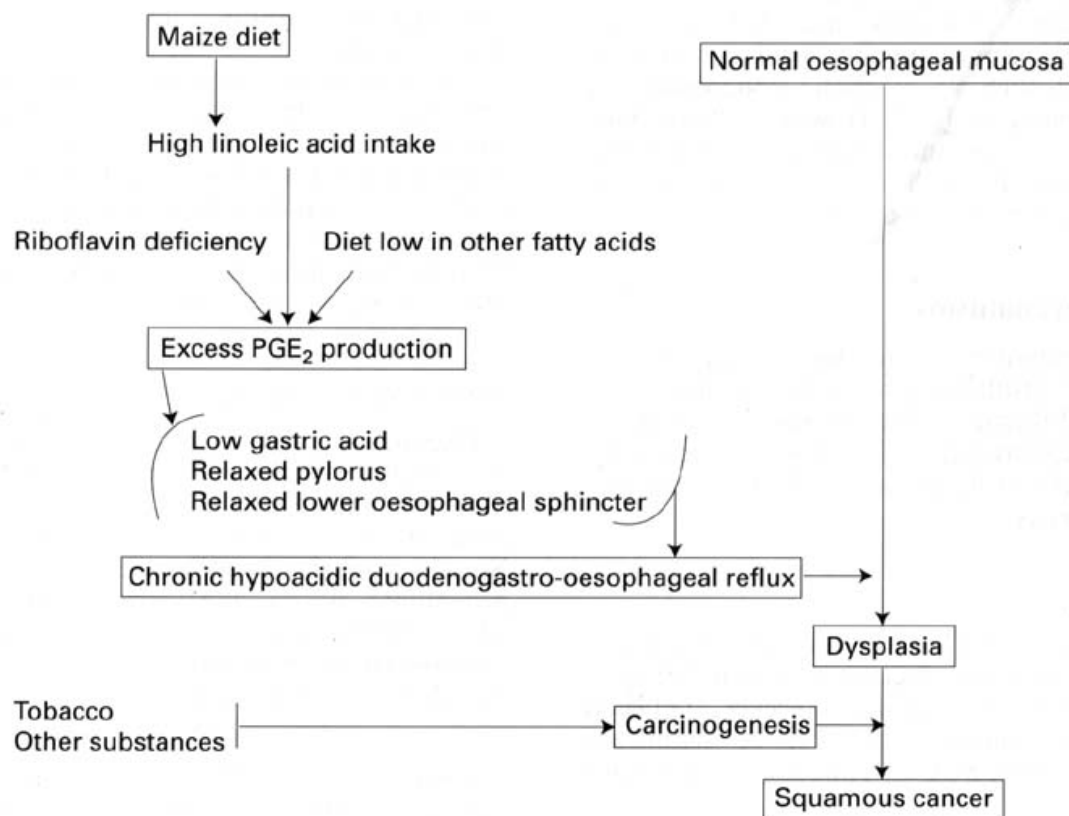 Maize diet
Normal oesophageal mucosa
High linoleic acid intake
Riboflavin deficiency
Diet low in other fatty acids
Excess PGE₂ production
Low gastric acid
Relaxed pylorus
Relaxed lower oesophageal sphincter
Chronic hypoacidic duodenogastro-oesophageal reflux
Dysplasia
Tobacco
Other substances
Carcinogenesis
Squamous cancer